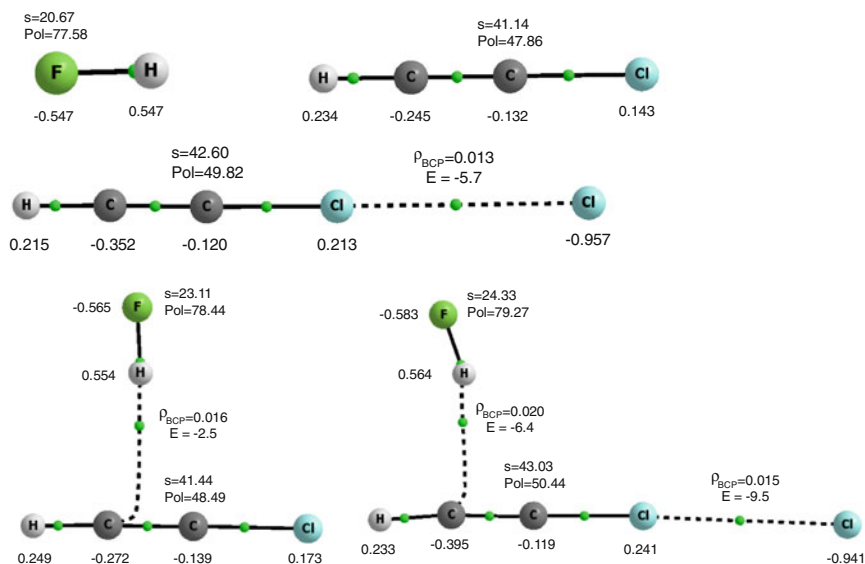 s=20.67
Pol=77.58
F
H
-0.547
0.547
s=41.14
Pol=47.86
H
C
C
Cl
0.234
-0.245
-0.132
0.143
s=42.60
Pol=49.82
ρBCP=0.013
E = -5.7
H
C
C
Cl
Cl
0.215
-0.352
-0.120
0.213
-0.957
s=23.11
Pol=78.44
-0.565
F
0.554
H
ρBCP=0.016
E = -2.5
s=41.44
Pol=48.49
H
C
C
Cl
0.249
-0.272
-0.139
0.173
s=24.33
Pol=79.27
-0.583
F
0.564
H
ρBCP=0.020
E = -6.4
s=43.03
Pol=50.44
ρBCP=0.015
E = -9.5
H
C
C
Cl
Cl
0.233
-0.395
-0.119
0.241
-0.941